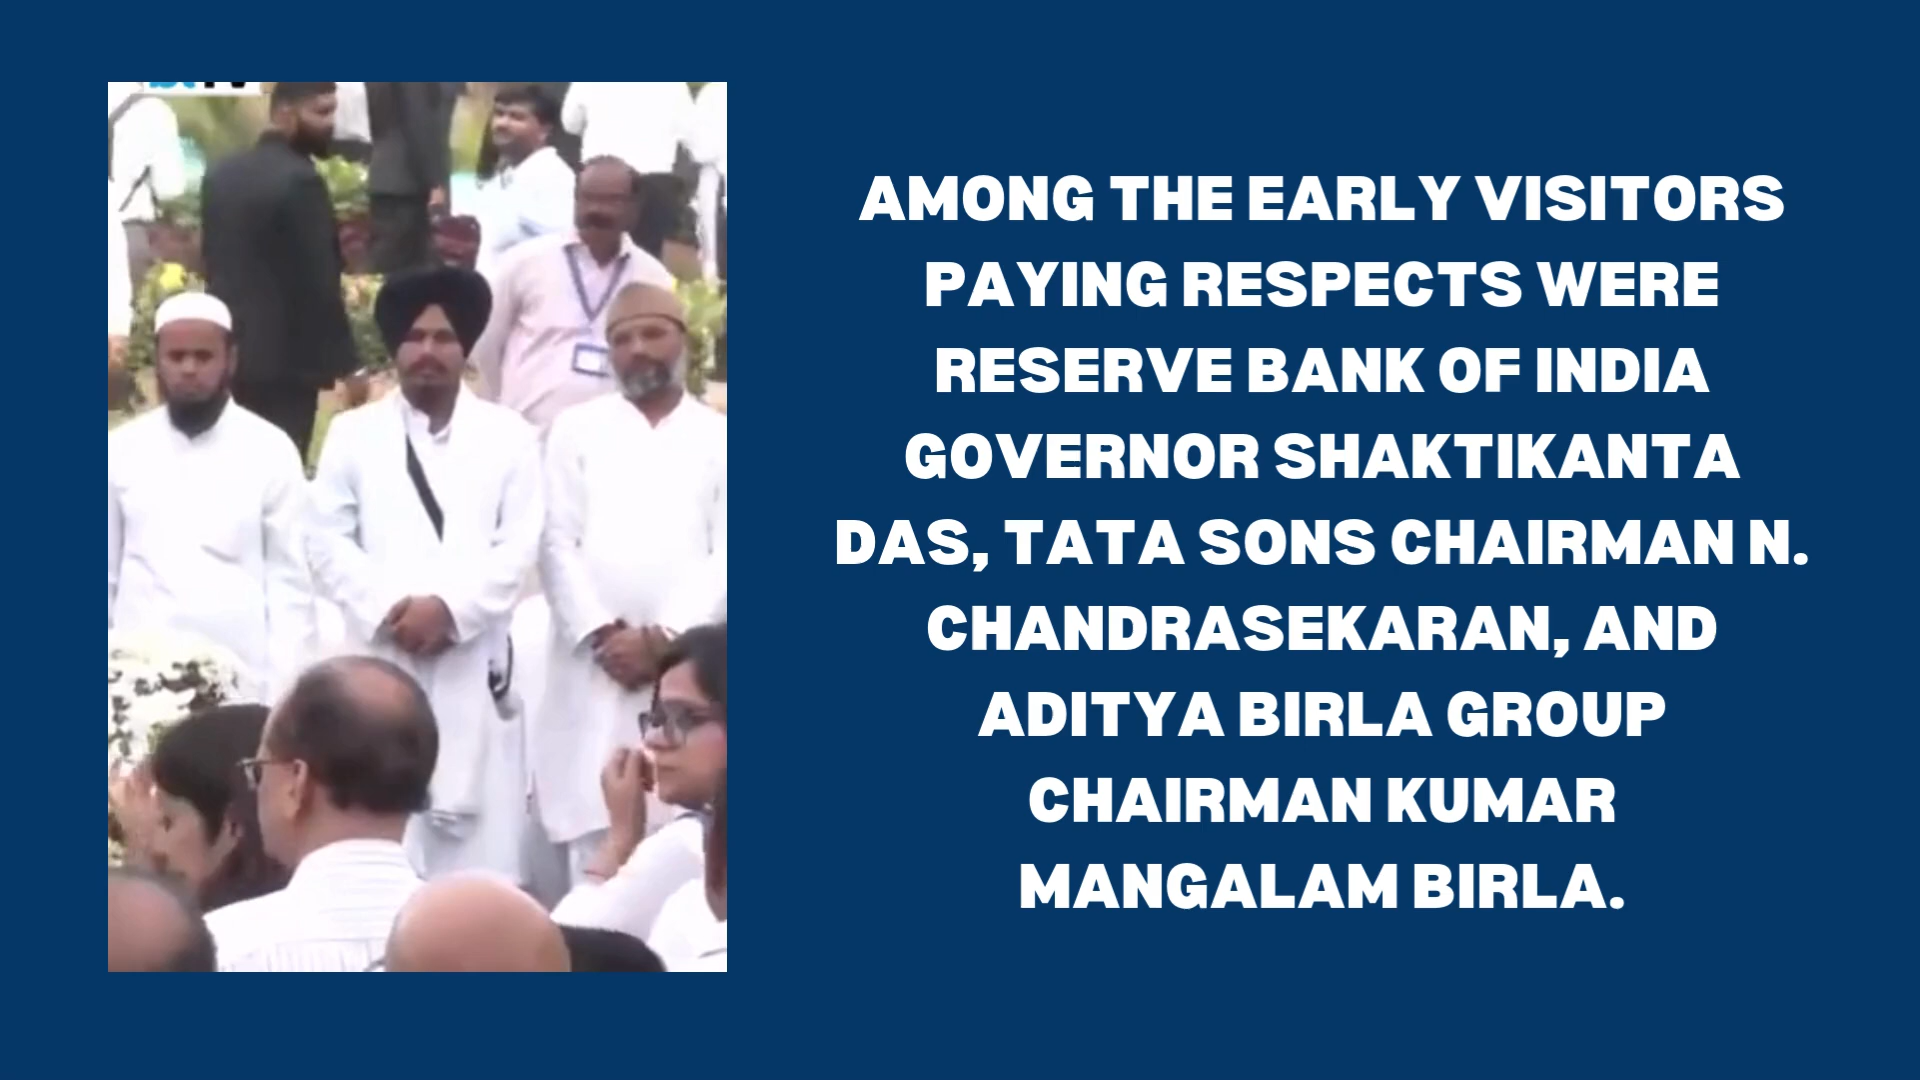 AMONG THE EARLY VISITORS
PAYING RESPECTS WERE
RESERVE BANK OF INDIA
GOVERNOR SHAKTIKANTA
DAS, TATA SONS CHAIRMAN N.
CHANDRASEKARAN, AND
ADITYA BIRLA GROUP
CHAIRMAN KUMAR
MANGALAM BIRLA.